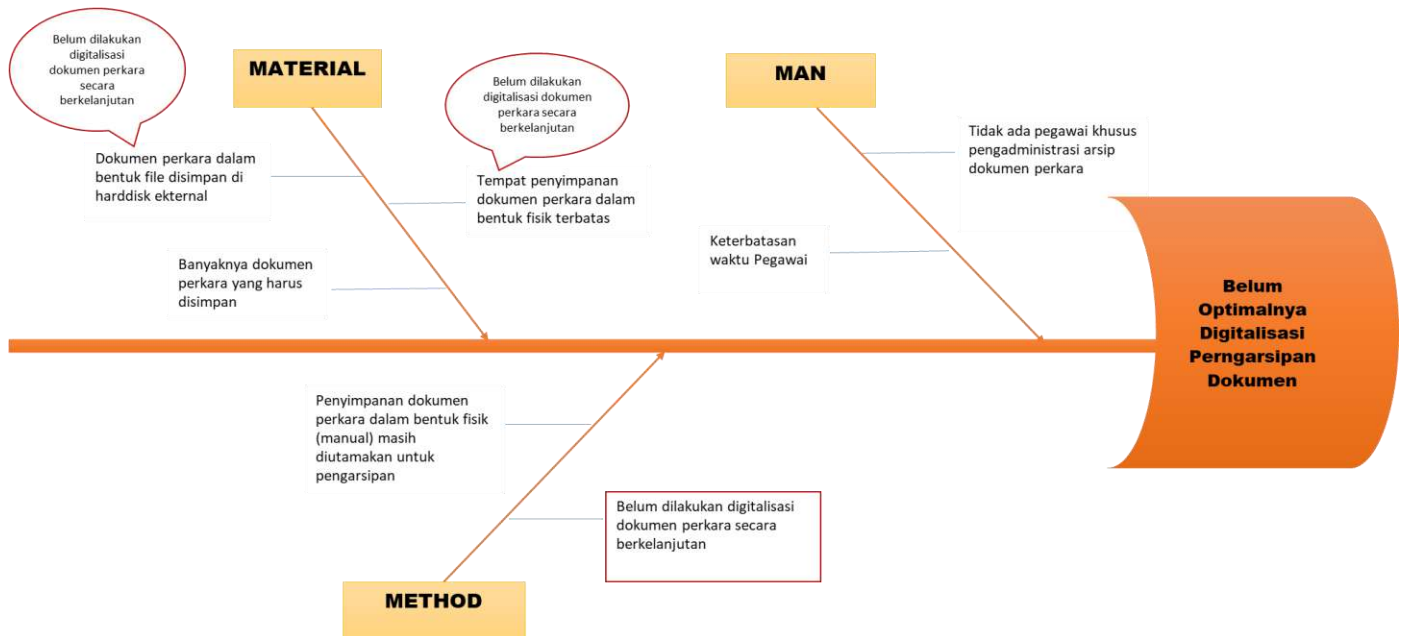 Belum dilakukan
digitalisasi
dokumen perkara
secara
berkelanjutan
MATERIAL
Belum dilakukan
digitalisasi dokumen
perkara secara
berkelanjutan
MAN
Dokumen perkara dalam
bentuk file disimpan di
harddisk ekternal
Tempat penyimpanan
dokumen perkara dalam
bentuk fisik terbatas
Tidak ada pegawai khusus
pengadministrasi arsip
dokumen perkara
Banyaknya dokumen
perkara yang harus
disimpan
Keterbatasan
waktu Pegawai
Belum
Optimalnya
Digitalisasi
Perngarsipan
Dokumen
Penyimpanan dokumen
perkara dalam bentuk fisik
(manual) masih
diutamakan untuk
pengarsipan
Belum dilakukan digitalisasi
dokumen perkara secara
berkelanjutan
METHOD